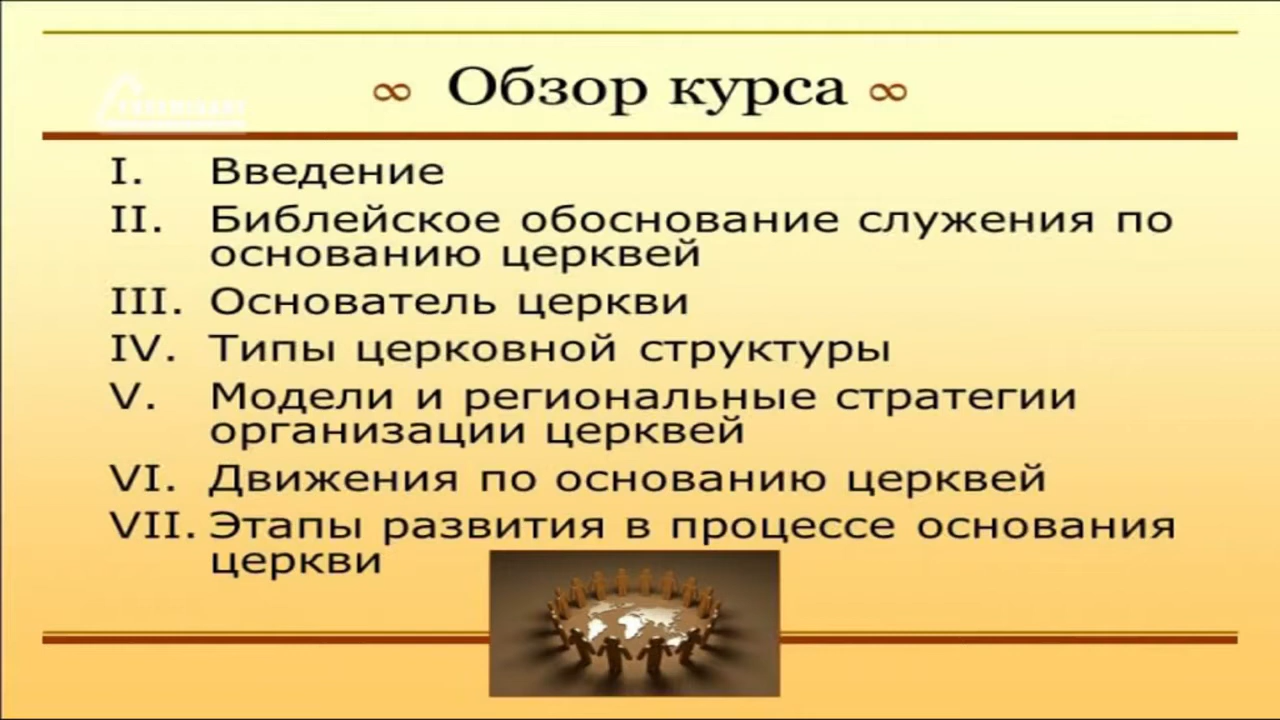 ∞ Обзор курса ∞
I. Введение
II. Библейское обоснование служения по
основанию церквей
III. Основатель церкви
IV. Типы церковной структуры
V. Модели и региональные стратегии
организации церквей
VI. Движения по основанию церквей
VII. Этапы развития в процессе основания
церкви